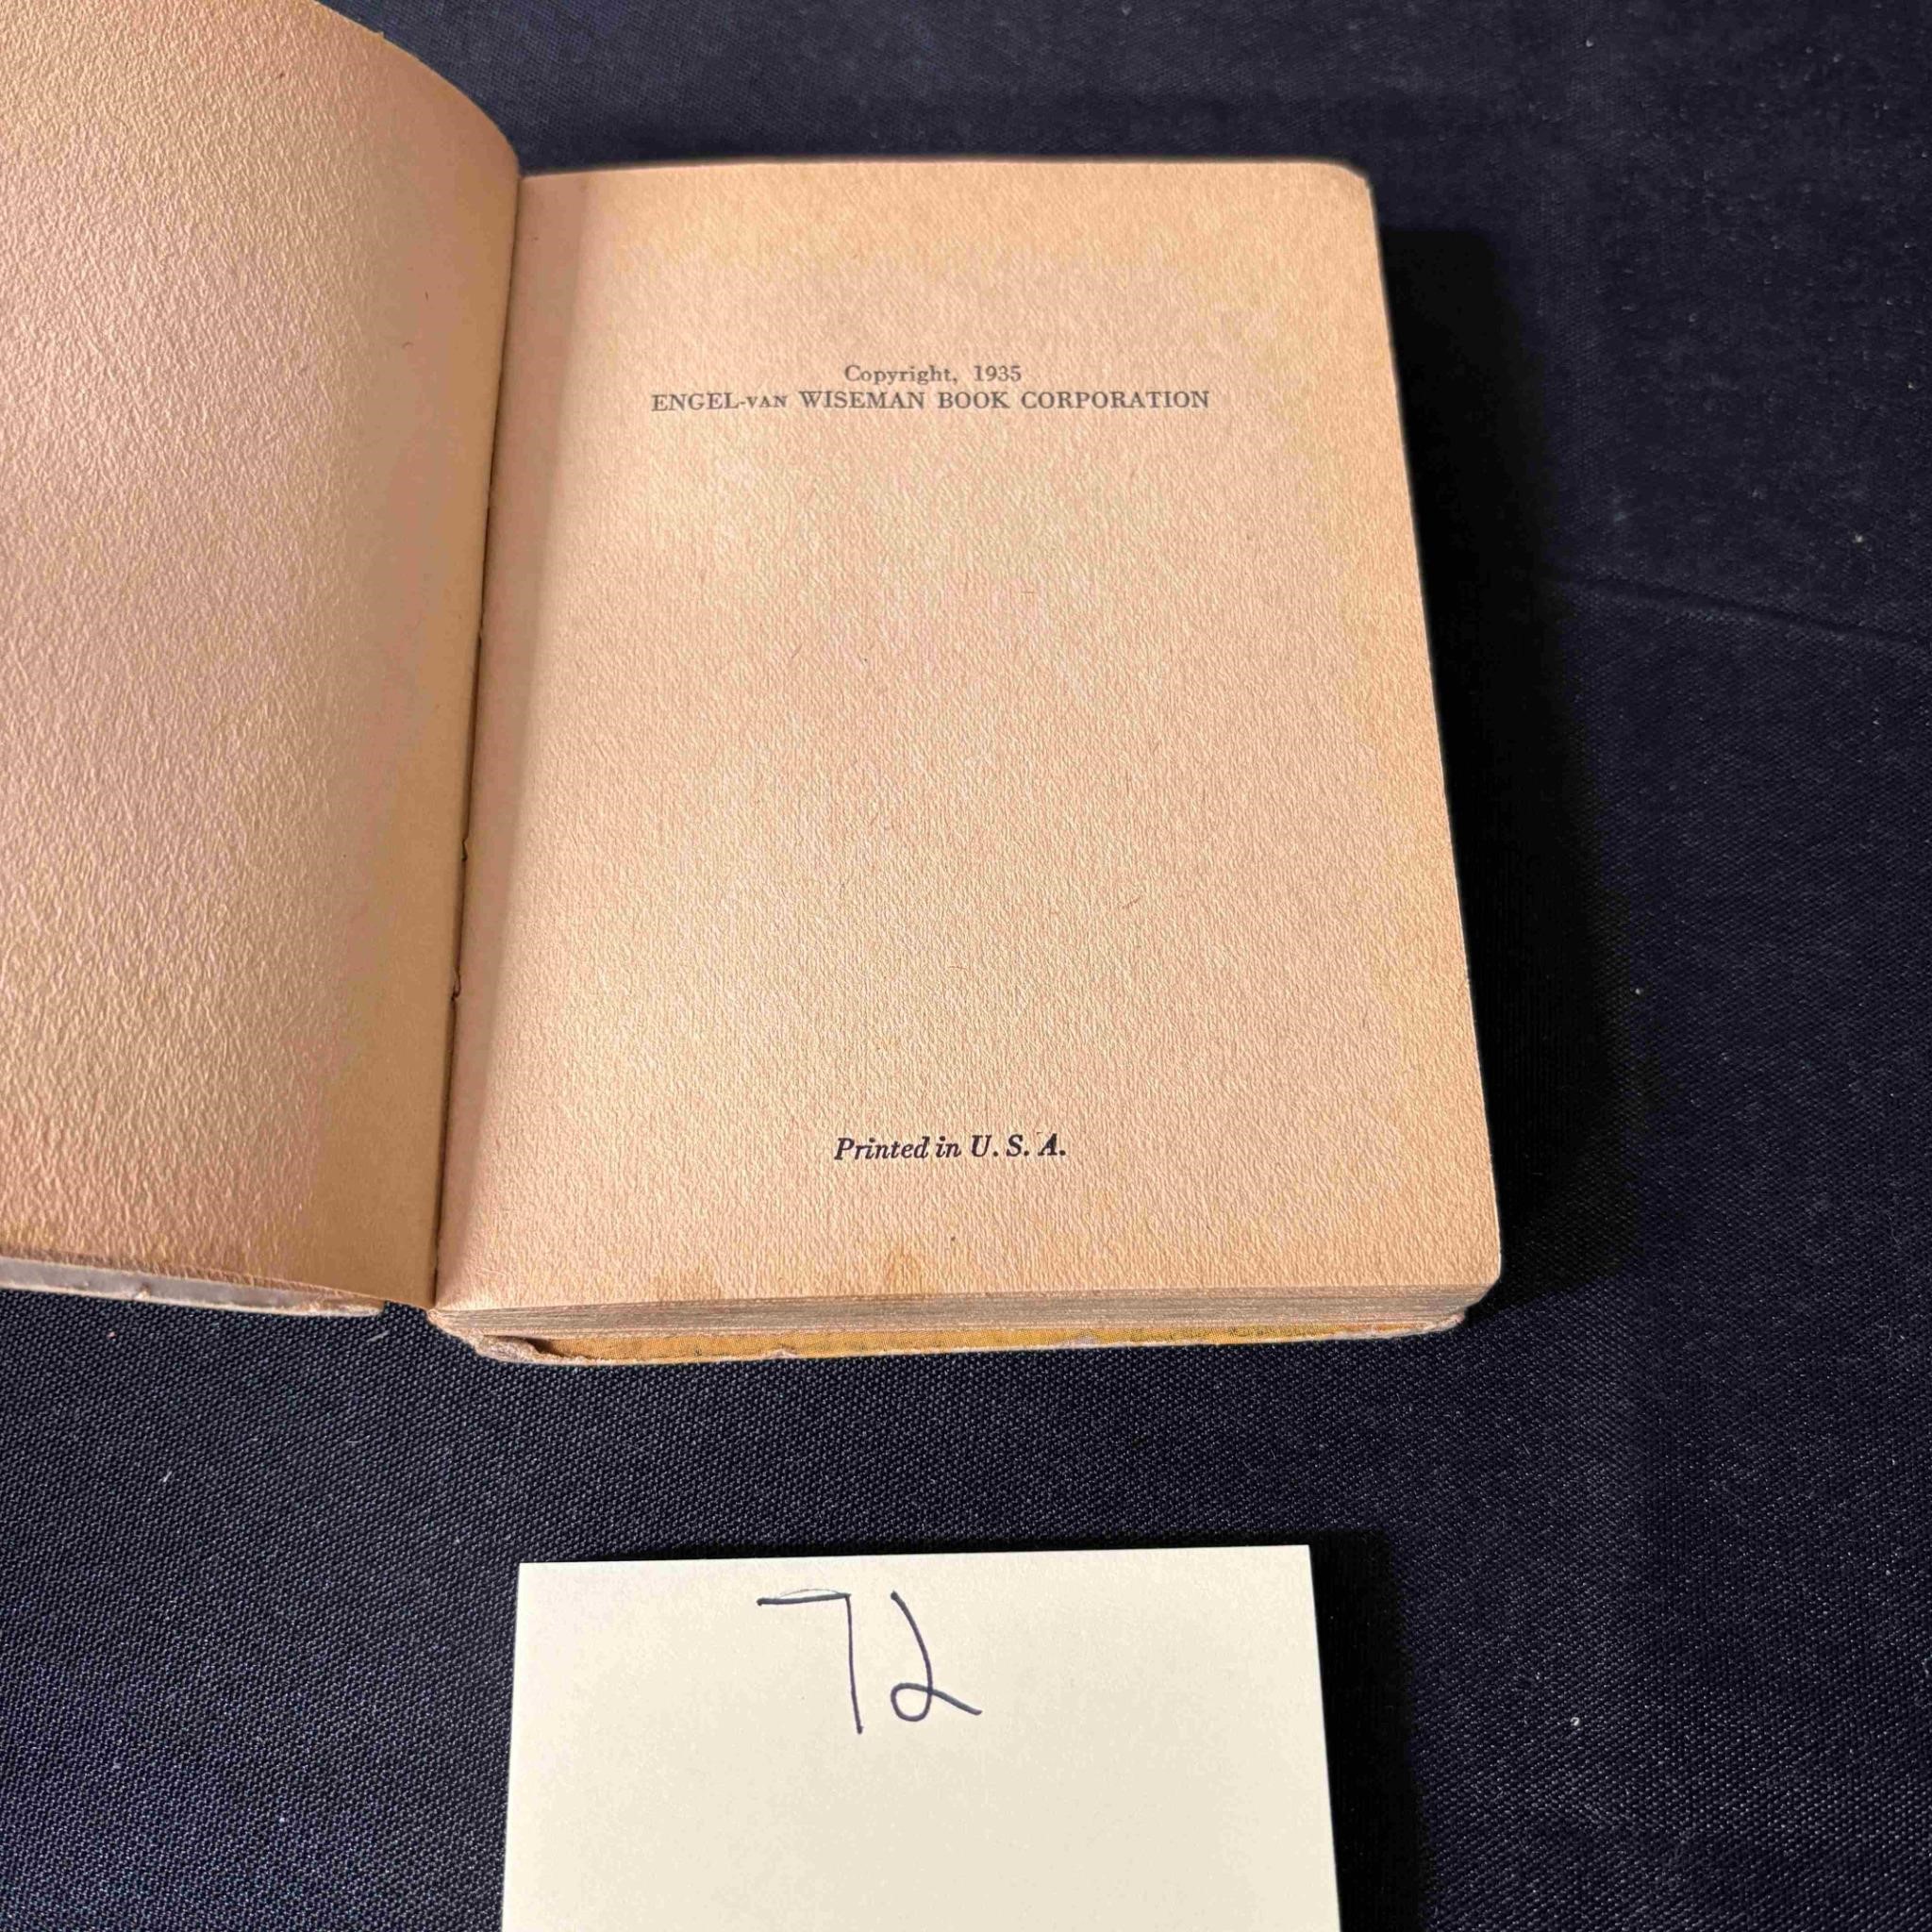 Copyright, 1935
ENGEL-VAN WISEMAN BOOK CORPORATION
Printed in U. S. A.
72